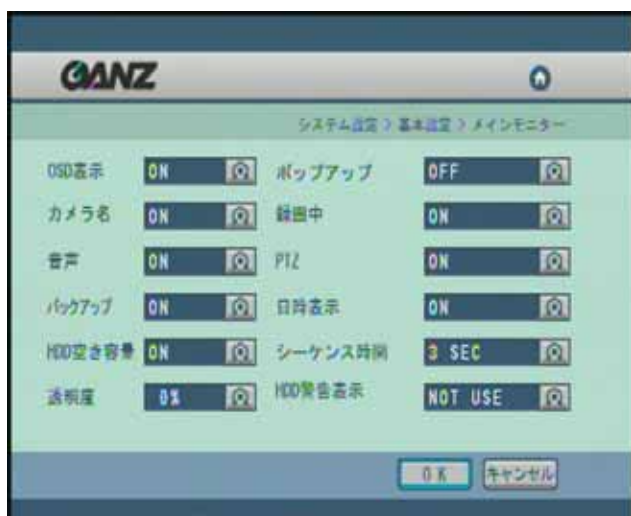 GANZ
システム設定 > 基本設定 > メインモニター
OSD表示 ON ポップアップ OFF
カメラ名 ON 録画中 ON
音声 ON PTZ ON
バックアップ ON 日時表示 ON
HDD空き容量 ON シーケンス時間 3 SEC
透明度 0% HDD警告表示 NOT USE
OK キャンセル